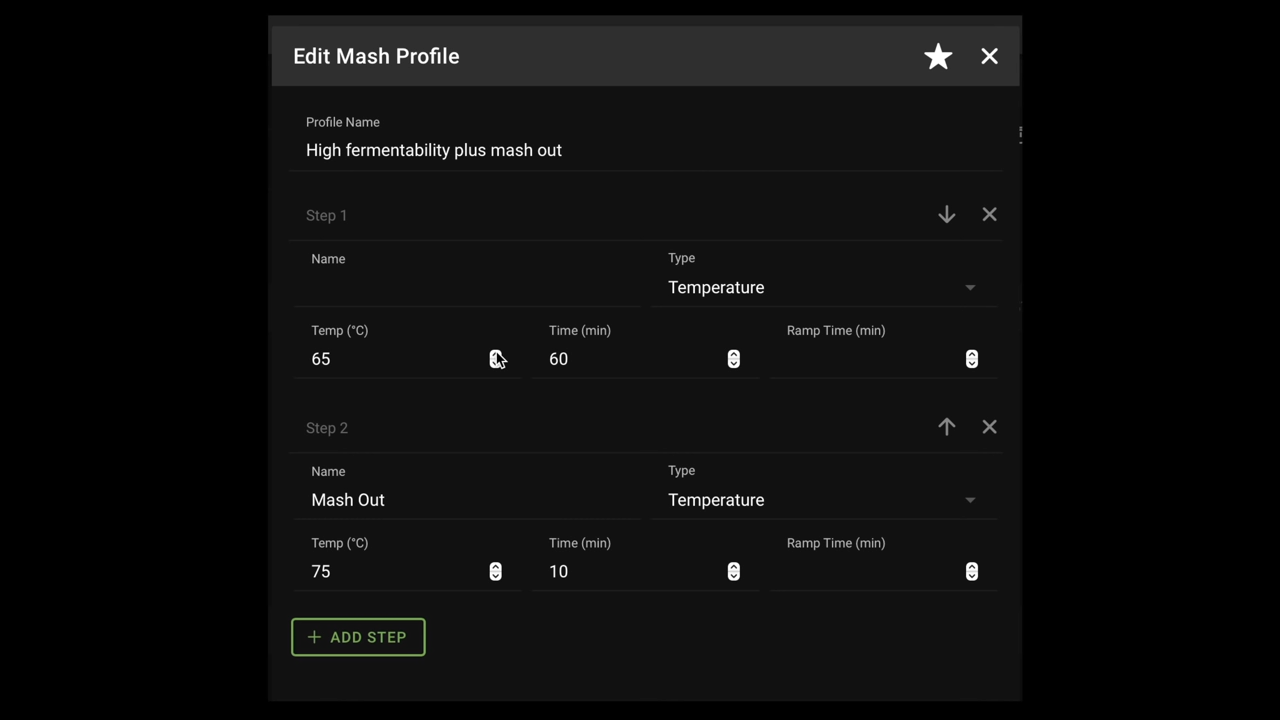 Edit Mash Profile
Profile Name
High fermentability plus mash out
Step 1
Name
Type
Temperature
Temp (°C)
Time (min)
Ramp Time (min)
65
60
Step 2
Name
Type
Mash Out
Temperature
Temp (°C)
Time (min)
Ramp Time (min)
75
10
ADD STEP